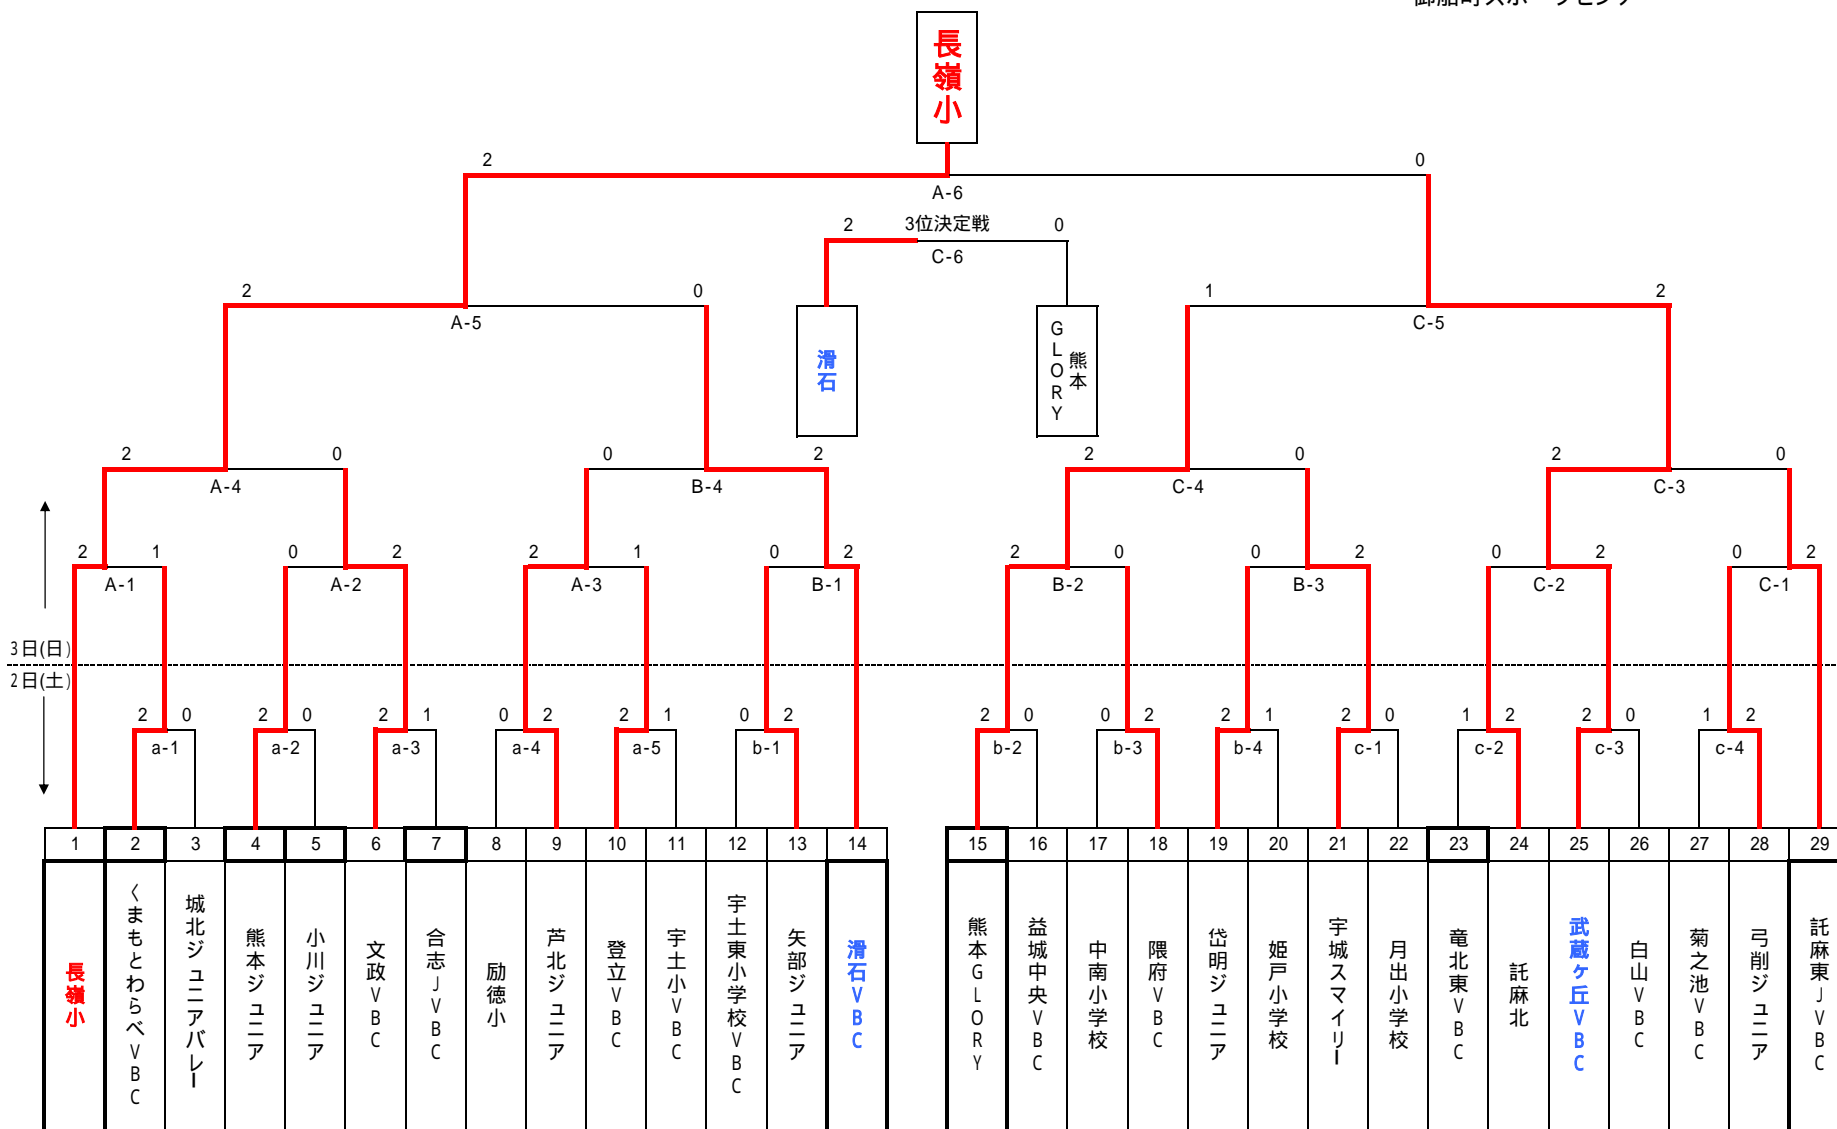 長嶺小
2 0
A-6
2 3位決定戦 0
C-6
2 0 1 2
A-5 C-5
滑石
熊本
GLORY
2 0 0 2 2 0 2 0
A-4 B-4 C-4 C-3
2 1 0 2 2 1 0 2 2 0 0 2 0 2 0 2
A-1 A-2 A-3 B-1 B-2 B-3 C-2 C-1
3日(日)
2日(土)
2 0 2 0 2 1 0 2 2 1 0 2 2 0 0 2 2 1 2 0 1 2 2 0 1 2
a-1 a-2 a-3 a-4 a-5 b-1 b-2 b-3 b-4 c-1 c-2 c-3 c-4
1 2 3 4 5 6 7 8 9 10 11 12 13 14 15 16 17 18 19 20 21 22 23 24 25 26 27 28 29
長嶺小
くまもとわらべVBC
城北ジュニアバレー
熊本ジュニア
小川ジュニア
文政VBC
合志JVBC
励徳小
芦北ジュニア
登立VBC
宇土小VBC
宇土東小学校VBC
矢部ジュニア
滑石VBC
熊本GLORY
益城中央VBC
中南小学校
隈府VBC
岱明ジュニア
姫戸小学校
宇城スマイリー
月出小学校
竜北東VBC
託麻北
武蔵ヶ丘VBC
白山VBC
菊之池VBC
弓削ジュニア
託麻東JVBC